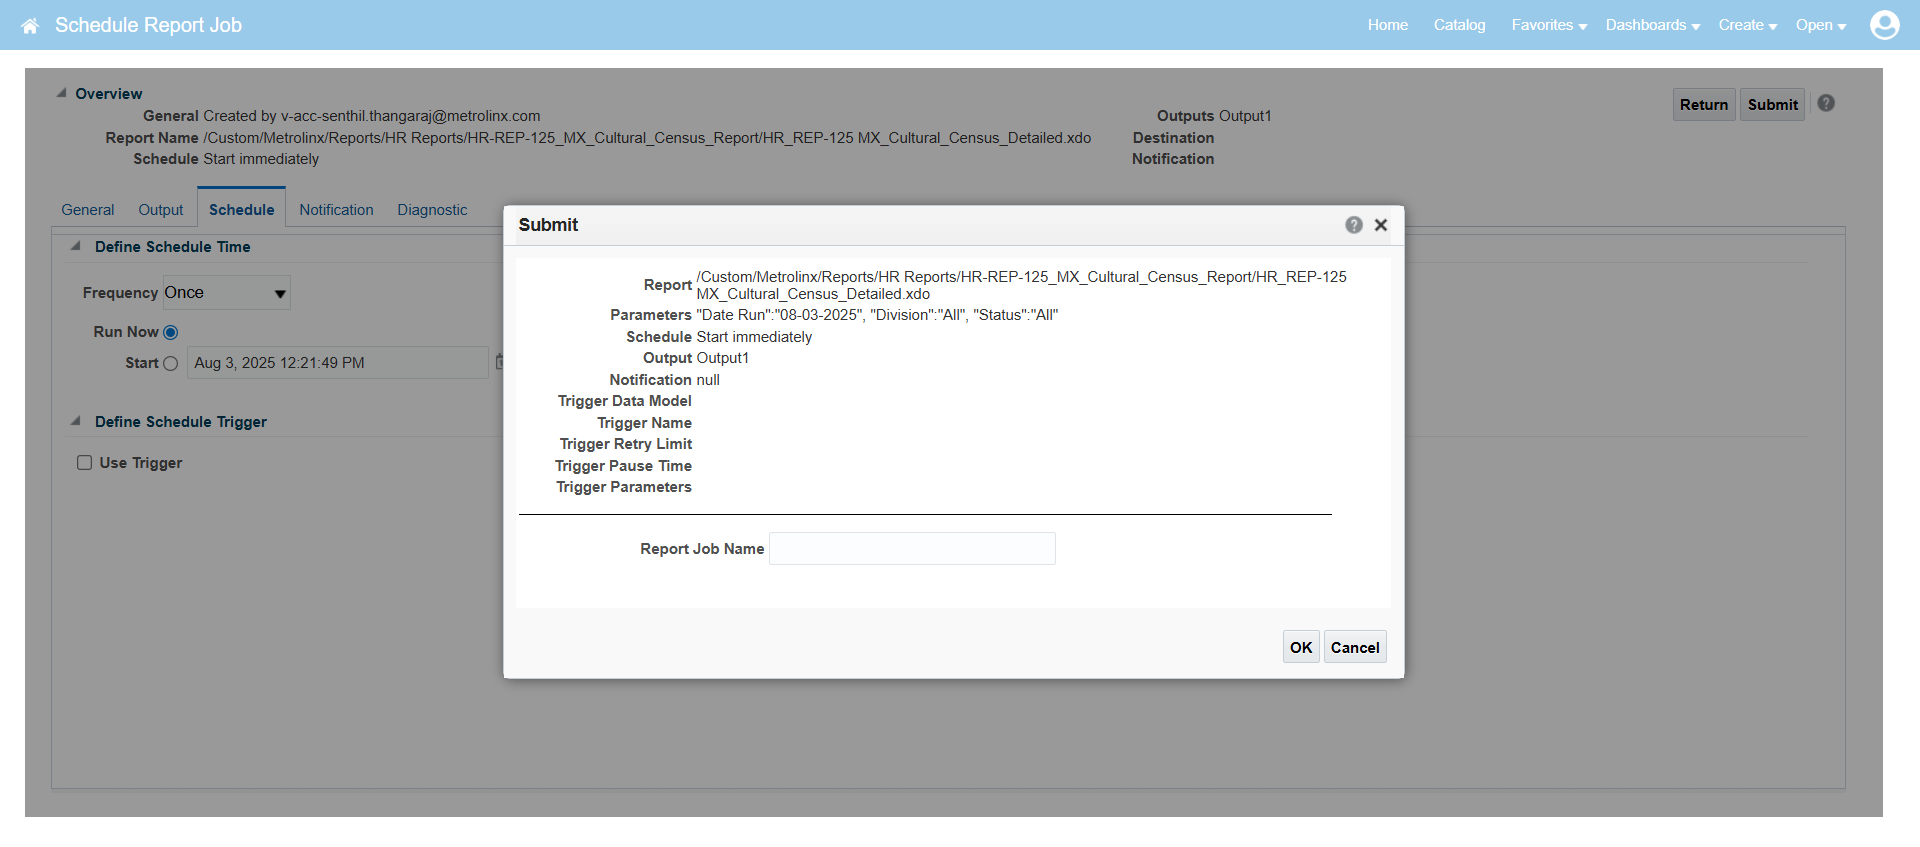 Schedule Report Job
Home Catalog Favorites Dashboards Create Open
Overview
General Created by v-acc-senthil.thangaraj@metrolinx.com
Report Name /Custom/Metrolinx/Reports/HR Reports/HR-REP-125_MX_Cultural_Census_Report/HR_REP-125 MX_Cultural_Census_Detailed.xdo
Schedule Start immediately
Outputs Output1
Destination
Notification
Return Submit ?
General Output Schedule Notification Diagnostic
Define Schedule Time
Frequency Once
Run Now
Start Aug 3, 2025 12:21:49 PM
Define Schedule Trigger
Use Trigger
Submit ?
Report /Custom/Metrolinx/Reports/HR Reports/HR-REP-125_MX_Cultural_Census_Report/HR_REP-125
MX_Cultural_Census_Detailed.xdo
Parameters "Date Run":"08-03-2025", "Division":"All", "Status":"All"
Schedule Start immediately
Output Output1
Notification null
Trigger Data Model
Trigger Name
Trigger Retry Limit
Trigger Pause Time
Trigger Parameters
Report Job Name
OK Cancel